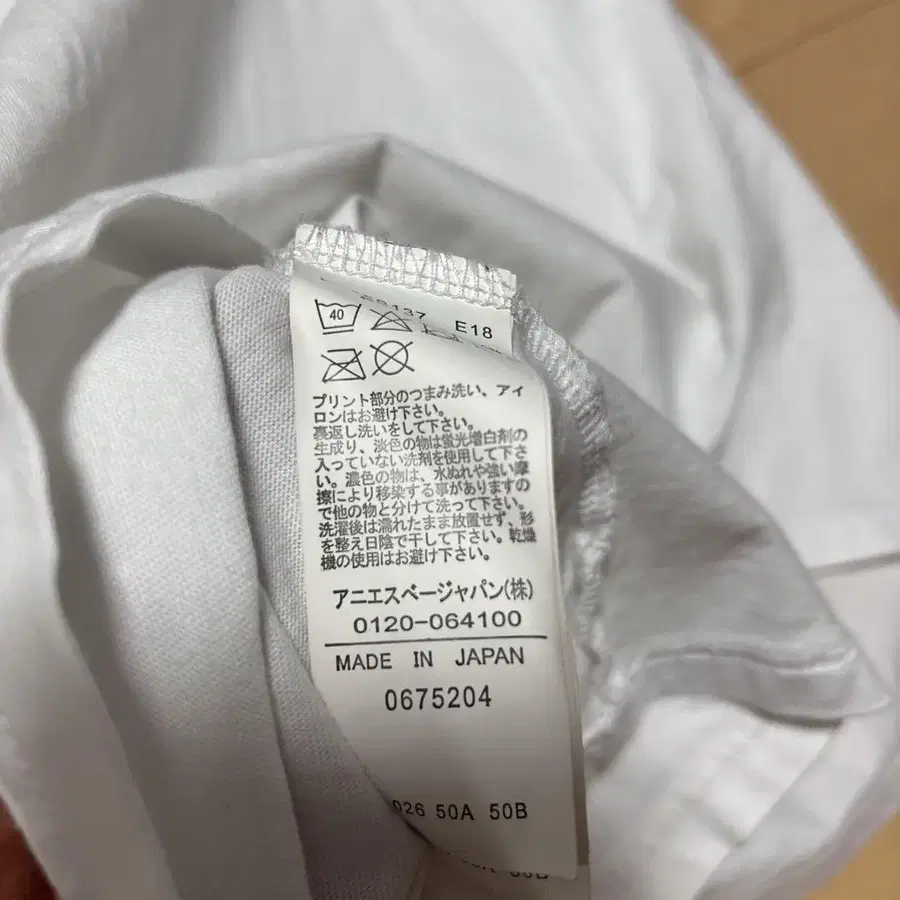 137 E18
40
プリント部分のつまみ洗い、アイ
ロンはお避け下さい。
裏返し洗いをして下さい。
生成り、淡色の物は蛍光増白剤の
入っていない洗剤を使用して下さ
い。濃色の物は、水ぬれや強い摩
擦により移染する事がありますの
で他の物と分けて洗って下さい。
洗濯後は濡れたまま放置せず、形
を整え日陰で干して下さい。乾燥
機の使用はお避け下さい。
アニエスベージャパン(株)
0120-064100
MADE IN JAPAN
0675204
026 50A 50B